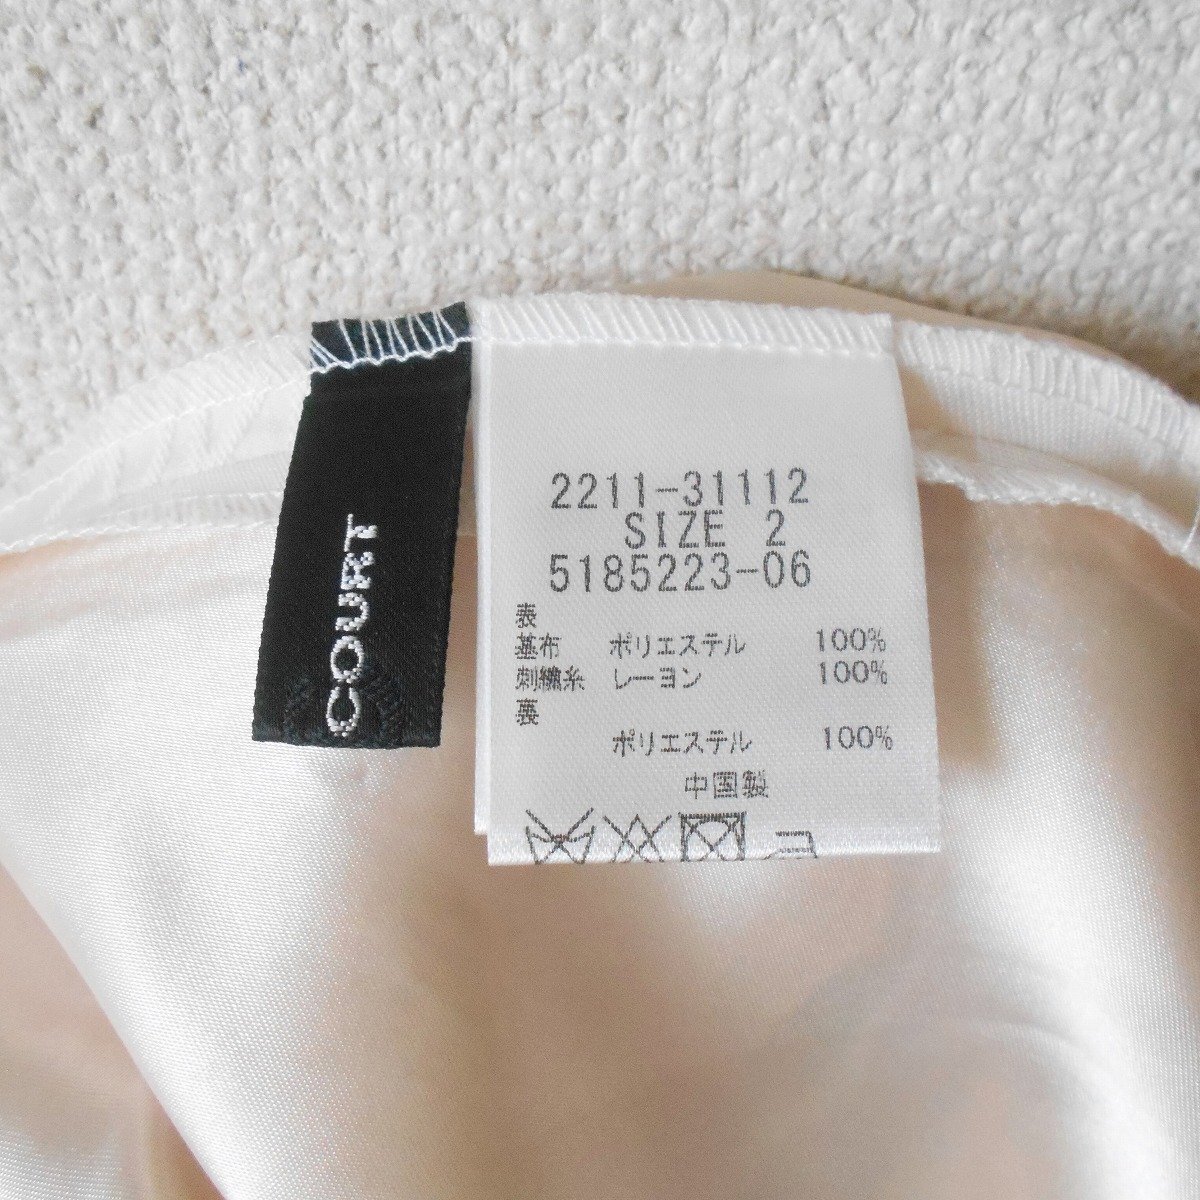 COURT
2211-31112
SIZE 2
5185223-06
表
基布 ポリエステル 100%
刺繍糸 レーヨン 100%
裏
ポリエステル 100%
中国製